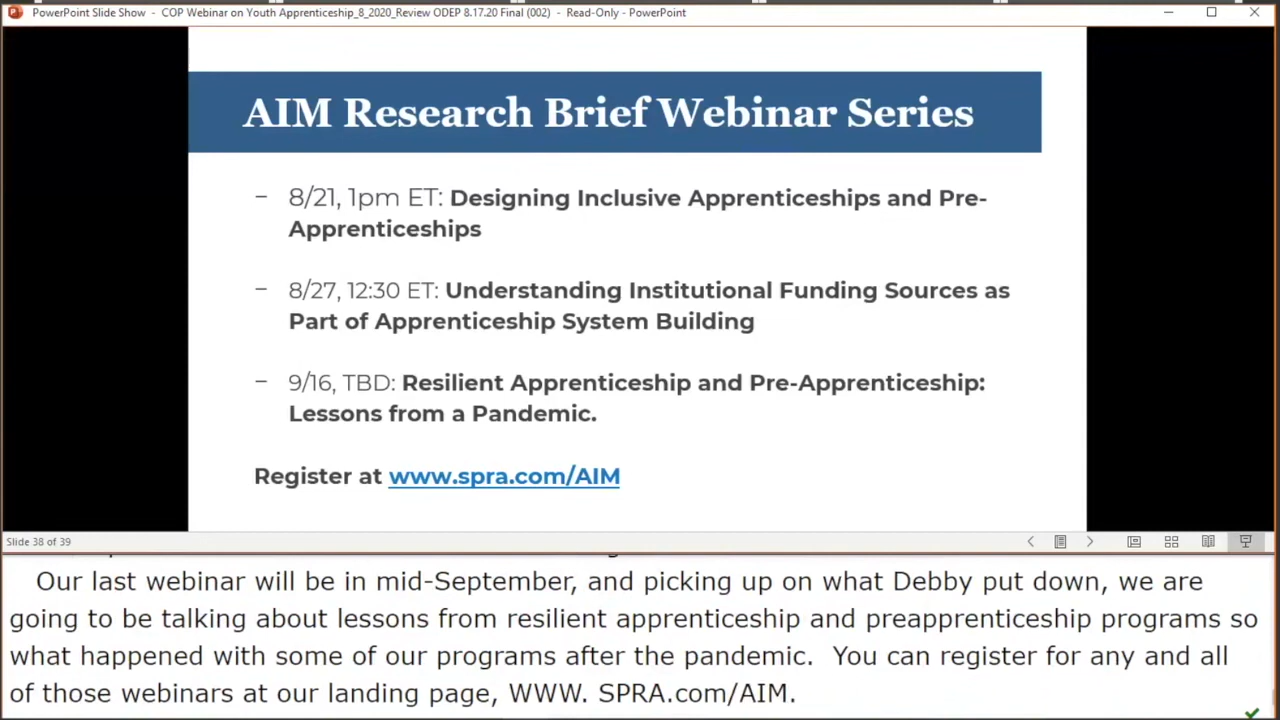 PowerPoint Slide Show - COP Webinar on Youth Apprenticeship_8_2020_Review ODEP 8.17.20 Final (002) - Read-Only - PowerPoint
AIM Research Brief Webinar Series
– 8/21, 1pm ET: Designing Inclusive Apprenticeships and Pre-
Apprenticeships
– 8/27, 12:30 ET: Understanding Institutional Funding Sources as
Part of Apprenticeship System Building
– 9/16, TBD: Resilient Apprenticeship and Pre-Apprenticeship:
Lessons from a Pandemic.
Register at www.spra.com/AIM
Slide 38 of 39
Our last webinar will be in mid-September, and picking up on what Debby put down, we are
going to be talking about lessons from resilient apprenticeship and preapprenticeship programs so
what happened with some of our programs after the pandemic.  You can register for any and all
of those webinars at our landing page, WWW. SPRA.com/AIM.